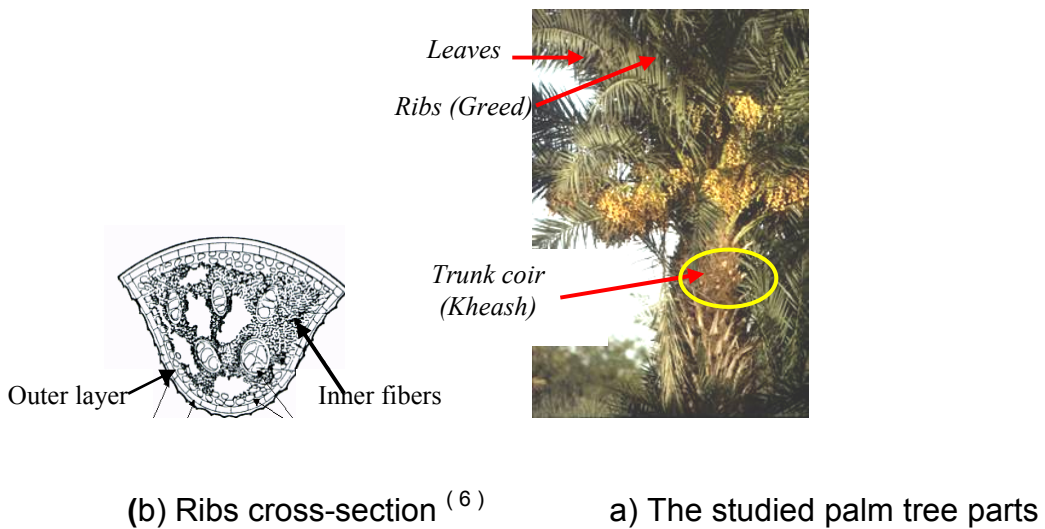 Leaves
Ribs (Greed)
Trunk coir
(Kheash)
Outer layer
Inner fibers
(b) Ribs cross-section (6)
a) The studied palm tree parts